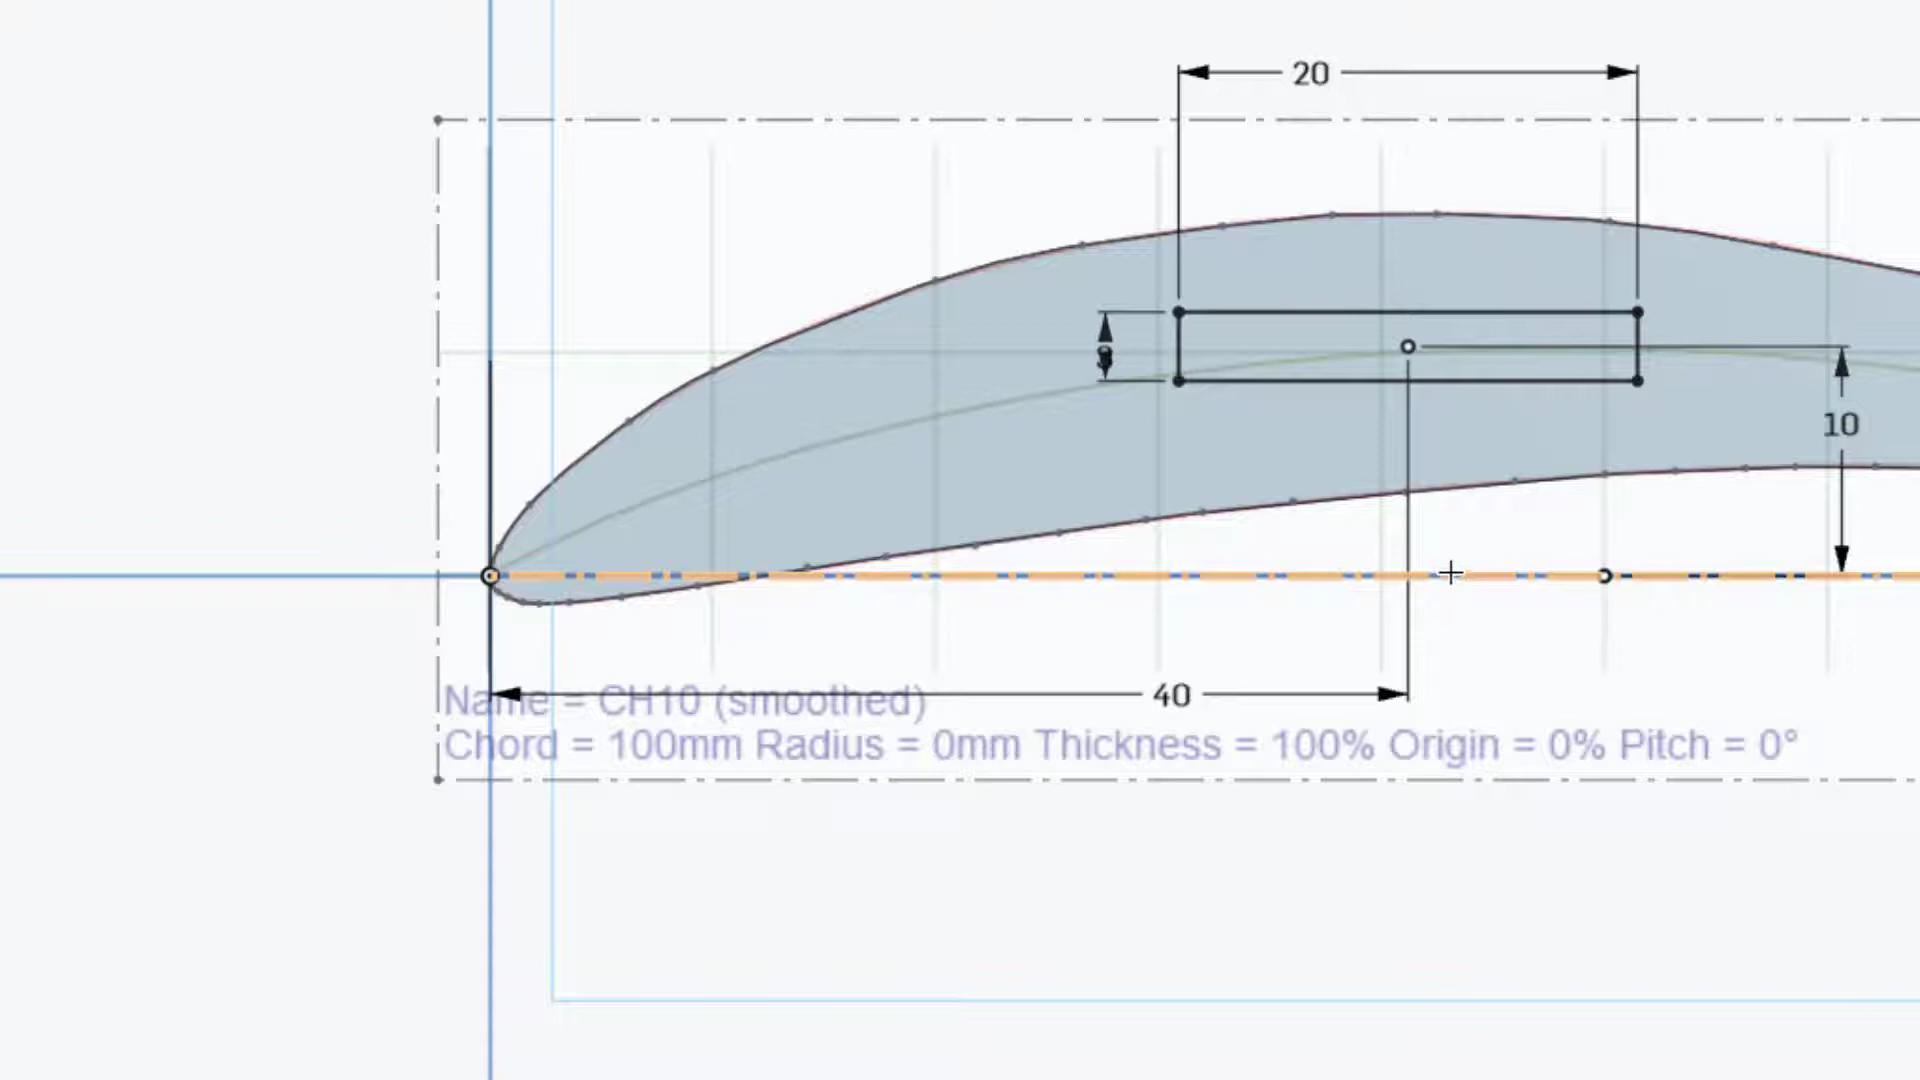 20
10
40
Name = CH10 (smoothed)
Chord = 100mm Radius = 0mm Thickness = 100% Origin = 0% Pitch = 0°